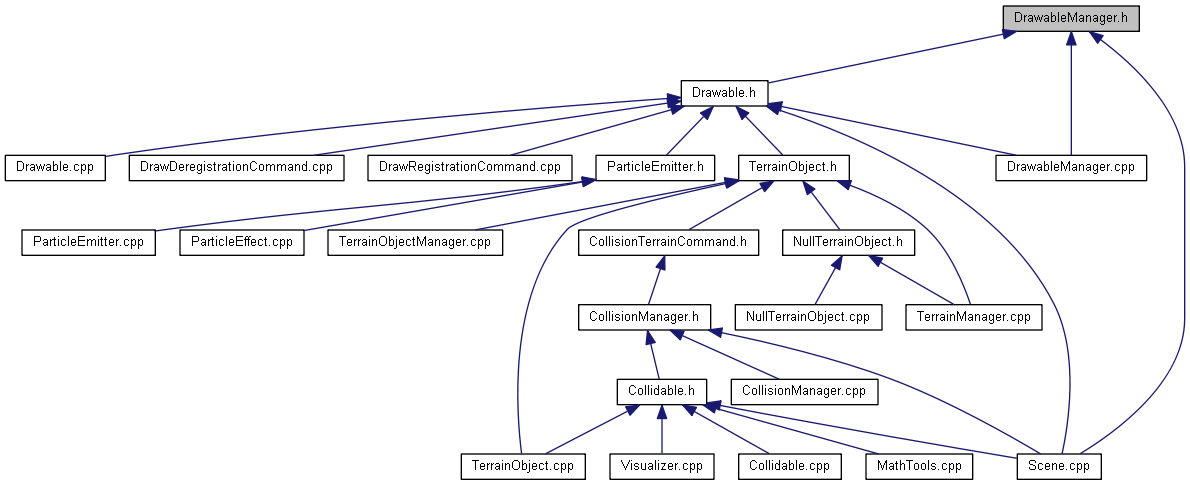 DrawableManager.h
Drawable.h
Drawable.cpp
DrawDeregistrationCommand.cpp
DrawRegistrationCommand.cpp
ParticleEmitter.h
TerrainObject.h
DrawableManager.cpp
ParticleEmitter.cpp
ParticleEffect.cpp
TerrainObjectManager.cpp
CollisionTerrainCommand.h
NullTerrainObject.h
CollisionManager.h
NullTerrainObject.cpp
TerrainManager.cpp
Collidable.h
CollisionManager.cpp
TerrainObject.cpp
Visualizer.cpp
Collidable.cpp
MathTools.cpp
Scene.cpp